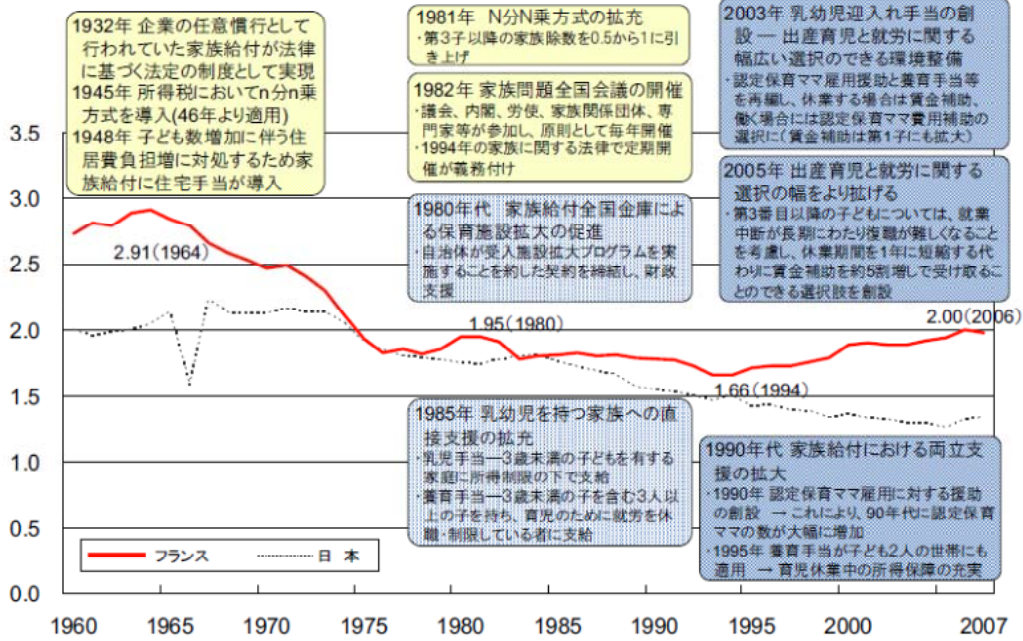 1932年 企業の任意慣行として
行われていた家族給付が法律
に基づく法定の制度として実現
1945年 所得税においてn分n乗
方式を導入(46年より適用)
1948年 子ども数増加に伴う住
居費負担増に対処するため家
族給付に住宅手当が導入
1981年 N分N乗方式の拡充
・第3子以降の家族除数を0.5から1に引
き上げ
1982年 家族問題全国会議の開催
・議会、内閣、労使、家族関係団体、専
門家等が参加し、原則として毎年開催
・1994年の家族に関する法律で定期開
催が義務付け
1980年代 家族給付全国金庫によ
る保育施設拡大の促進
・自治体が受入施設拡大プログラムを実
施することを約した契約を締結し、財政
支援
2003年 乳幼児迎入れ手当の創
設 ― 出産育児と就労に関する
幅広い選択のできる環境整備
・認定保育ママ雇用援助と養育手当等
を再編し、休業する場合は賃金補助、
働く場合には認定保育ママ費用補助の
選択に(賃金補助は第1子にも拡大)
2005年 出産育児と就労に関する
選択の幅をより拡げる
・第3番目以降の子どもについては、就業
中断が長期にわたり復職が難しくなること
を考慮し、休業期間を1年に短縮する代
わりに賃金補助を約5割増しで受け取るこ
とのできる選択肢を創設
3.5
3.0
2.5
2.0
1.5
1.0
0.5
0.0
2.91(1964)
1.95(1980)
1.66(1994)
2.00(2006)
1985年 乳幼児を持つ家族への直
接支援の拡充
・乳児手当―3歳未満の子どもを有する
家庭に所得制限の下で支給
・養育手当―3歳未満の子を含む3人以
上の子を持ち、育児のために就労を休
職・制限している者に支給
1990年代 家族給付における両立支
援の拡大
・1990年 認定保育ママ雇用に対する援助
の創設 → これにより、90年代に認定保育
ママの数が大幅に増加
・1995年 養育手当が子ども2人の世帯にも
適用 → 育児休業中の所得保障の充実
フランス 日 本
1960 1965 1970 1975 1980 1985 1990 1995 2000 2007